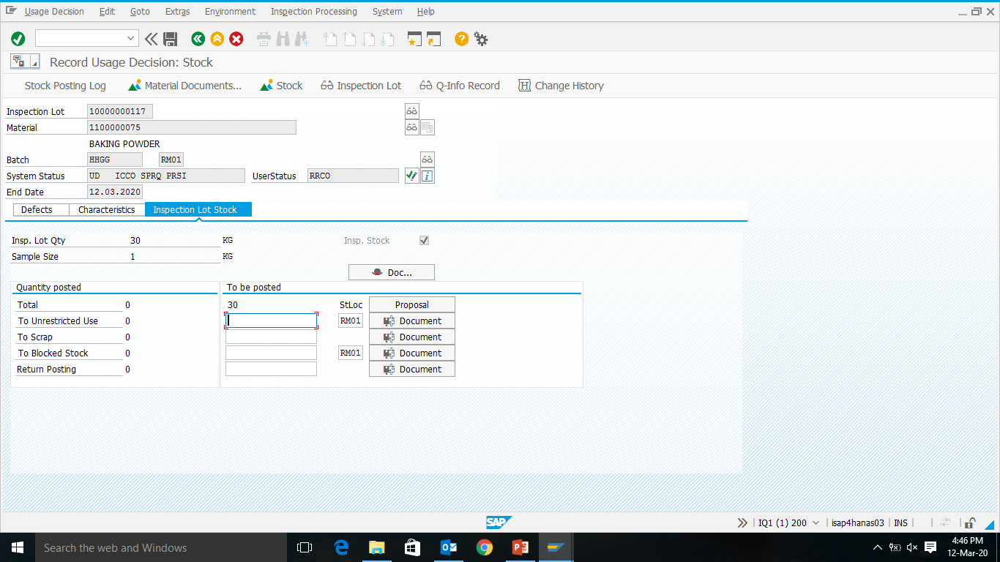 Usage Decision Edit Goto Extras Environment Inspection Processing System Help
Record Usage Decision: Stock
Stock Posting Log Material Documents... Stock Inspection Lot Q-Info Record Change History
Inspection Lot 10000000117
Material 1100000075
BAKING POWDER
Batch HHGG RM01
System Status UD ICCO SPRQ PRSI UserStatus RRCO
End Date 12.03.2020
Defects Characteristics Inspection Lot Stock
Insp. Lot Qty 30 KG Insp. Stock
Sample Size 1 KG
Doc...
Quantity posted To be posted
Total 0 30 StLoc Proposal
To Unrestricted Use 0 RM01 Document
To Scrap 0 Document
To Blocked Stock 0 RM01 Document
Return Posting 0 Document
SAP IQ1 (1) 200 isap4hanas03 INS
Search the web and Windows
4:46 PM
12-Mar-20